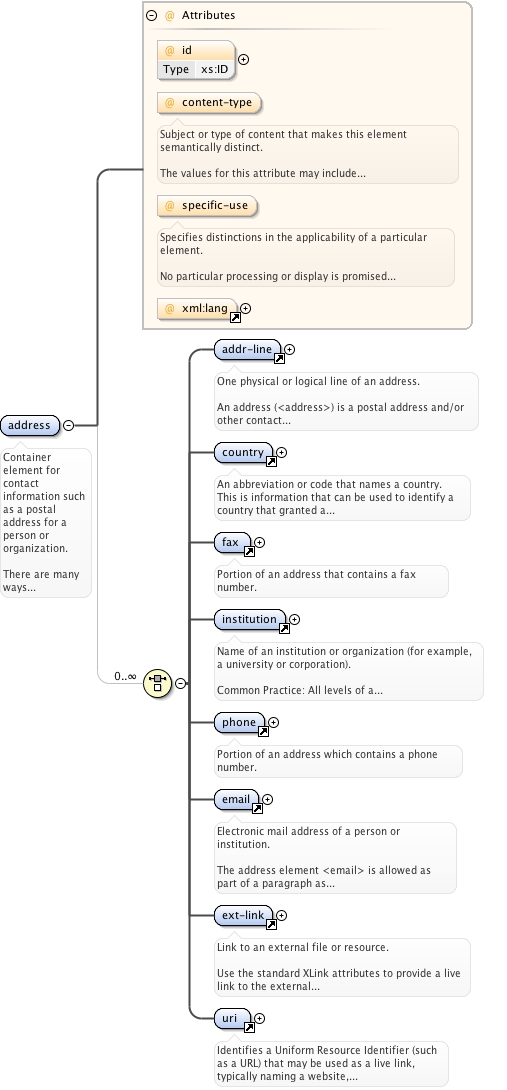 Attributes
@ id
Type xs:ID
@ content-type
Subject or type of content that makes this element
semantically distinct.
The values for this attribute may include...
@ specific-use
Specifies distinctions in the applicability of a particular
element.
No particular processing or display is promised...
@ xml:lang
address
Container
element for
contact
information such
as a postal
address for a
person or
organization.
There are many
ways...
0..∞
addr-line
One physical or logical line of an address.
An address (<address>) is a postal address and/or
other contact...
country
An abbreviation or code that names a country.
This is information that can be used to identify a
country that granted a...
fax
Portion of an address that contains a fax
number.
institution
Name of an institution or organization (for example,
a university or corporation).
Common Practice: All levels of a...
phone
Portion of an address which contains a phone
number.
email
Electronic mail address of a person or
institution.
The address element <email> is allowed as
part of a paragraph as...
ext-link
Link to an external file or resource.
Use the standard XLink attributes to provide a live
link to the external...
uri
Identifies a Uniform Resource Identifier (such
as a URL) that may be used as a live link,
typically naming a website,...